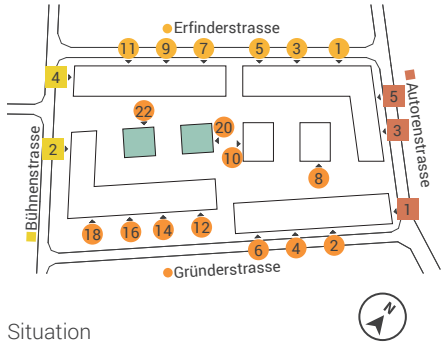 Erfinderstrasse
11 9 7 5 3 1
4
5
Autorenstrasse
22
20
3
2
10
8
Bühnenstrasse
1
18 16 14 12
6 4 2
Gründerstrasse
N
Situation